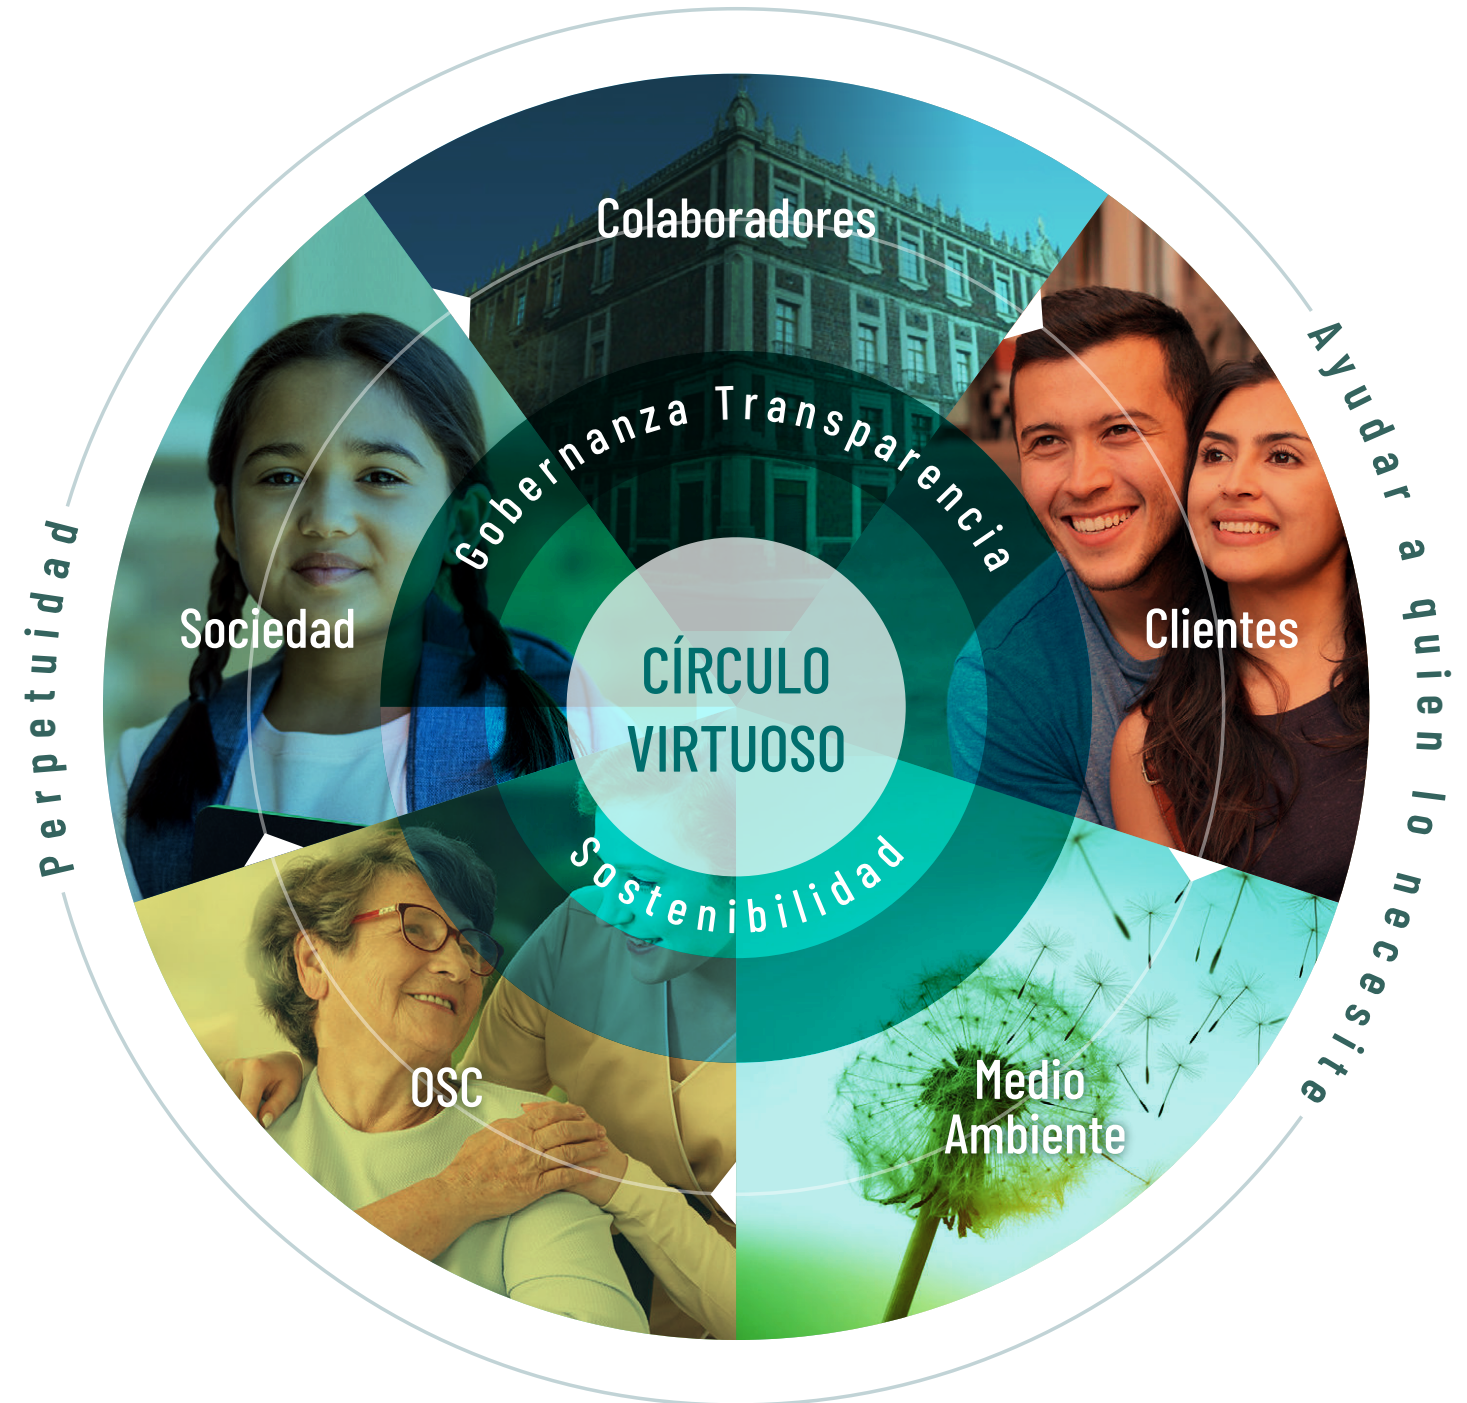 Colaboradores
Gobernanza Transparencia
Sociedad
Clientes
CÍRCULO
VIRTUOSO
Sostenibilidad
OSC
Medio
Ambiente
Perpetuidad
Ayudar a quien lo necesite